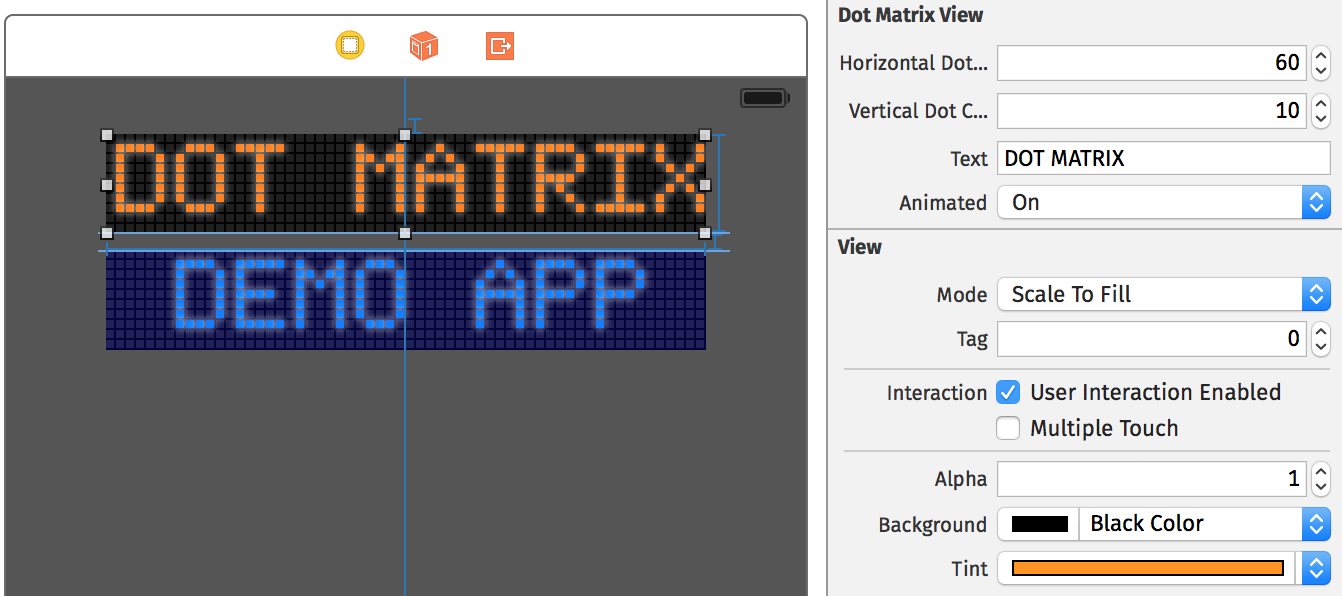 1
DOT MATRIX
DEMO APP
Dot Matrix View
Horizontal Dot... 60
Vertical Dot C... 10
Text DOT MATRIX
Animated On
View
Mode Scale To Fill
Tag 0
Interaction User Interaction Enabled
Multiple Touch
Alpha 1
Background Black Color
Tint